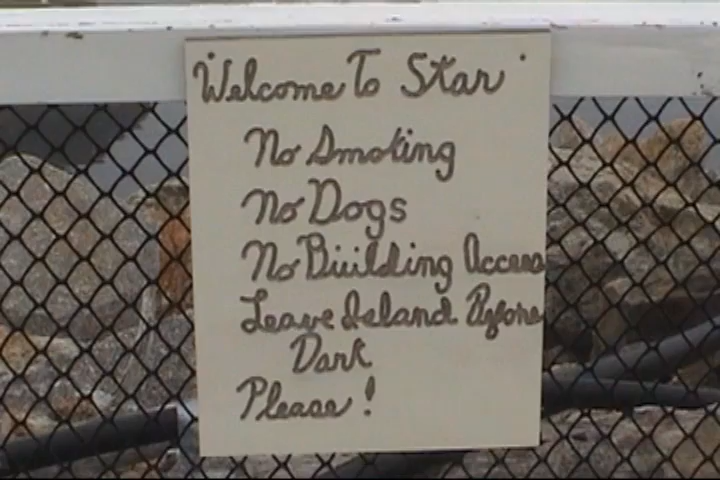 Welcome To Star
No Smoking
No Dogs
No Building Access
Leave Island Before
Dark
Please!